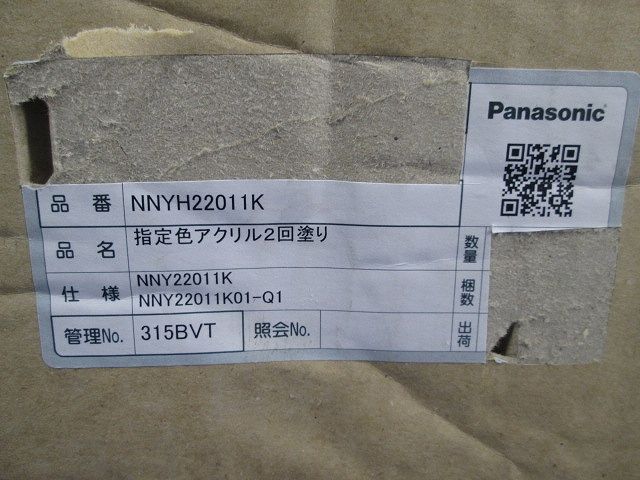 Panasonic
品番 NNYH22011K
品名 指定色アクリル2回塗り 数量
仕様 NNY22011K
NNY22011K01-Q1 梱数
管理No. 315BVT 照会No. 出荷